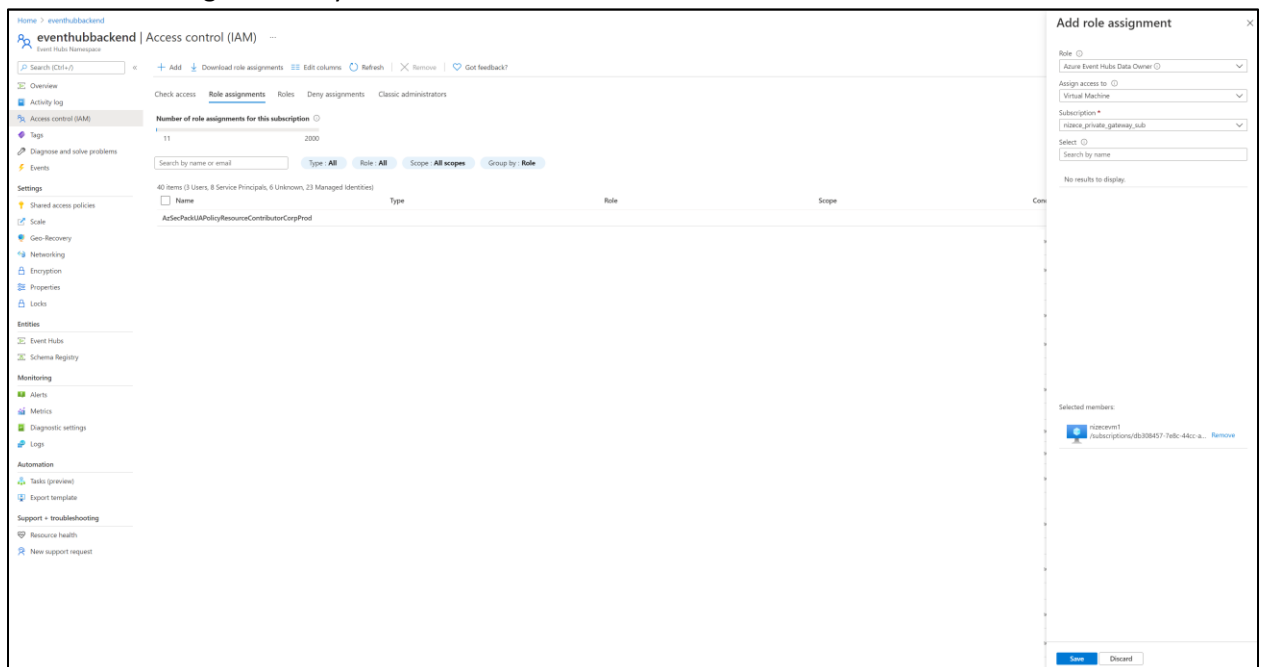 Home > eventhubbackend
eventhubbackend | Access control (IAM) ...
Event Hubs Namespace
Search (Ctrl+/)
«
+ Add
Download role assignments
Edit columns
Refresh
Remove
Got feedback?
Overview
Activity log
Access control (IAM)
Tags
Diagnose and solve problems
Events
Settings
Shared access policies
Scale
Geo-Recovery
Networking
Encryption
Properties
Locks
Entities
Event Hubs
Schema Registry
Monitoring
Alerts
Metrics
Diagnostic settings
Logs
Automation
Tasks (preview)
Export template
Support + troubleshooting
Resource health
New support request
Check access Role assignments Roles Deny assignments Classic administrators
Number of role assignments for this subscription
11 2000
Search by name or email
Type : All
Role : All
Scope : All scopes
Group by : Role
40 items (3 Users, 8 Service Principals, 6 Unknown, 23 Managed Identities)
Name Type Role Scope Con
AzSecPackUAPolicyResourceContributorCorpProd
Add role assignment
Role
Azure Event Hubs Data Owner
Assign access to
Virtual Machine
Subscription *
nizece_private_gateway_sub
Select
Search by name
No results to display.
Selected members:
nizecevm1
/subscriptions/db308457-7e8c-44cc-a... Remove
Save Discard